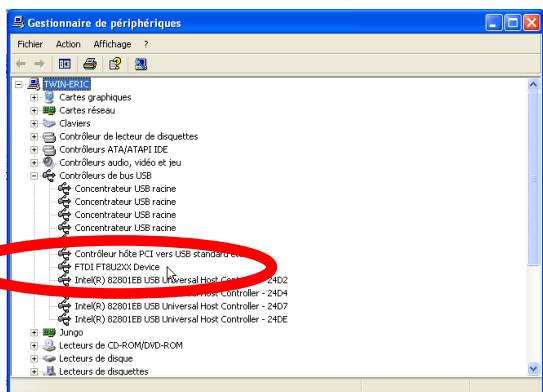 Gestionnaire de périphériques
Fichier Action Affichage ?
TWIN-ERIC
Cartes graphiques
Cartes réseau
Claviers
Contrôleur de lecteur de disquettes
Contrôleurs ATA/ATAPI IDE
Contrôleurs audio, vidéo et jeu
Contrôleurs de bus USB
Concentrateur USB racine
Concentrateur USB racine
Concentrateur USB racine
Concentrateur USB racine
Contrôleur hôte PCI vers USB standard
FTDI FT8U2XX Device
Intel(R) 82801EB USB Universal Host Controller - 24D2
Intel(R) 82801EB USB Universal Host Controller - 24D4
Intel(R) 82801EB USB Universal Host Controller - 24D7
Intel(R) 82801EB USB Universal Host Controller - 24DE
Jungo
Lecteurs de CD-ROM/DVD-ROM
Lecteurs de disque
Lecteurs de disquettes